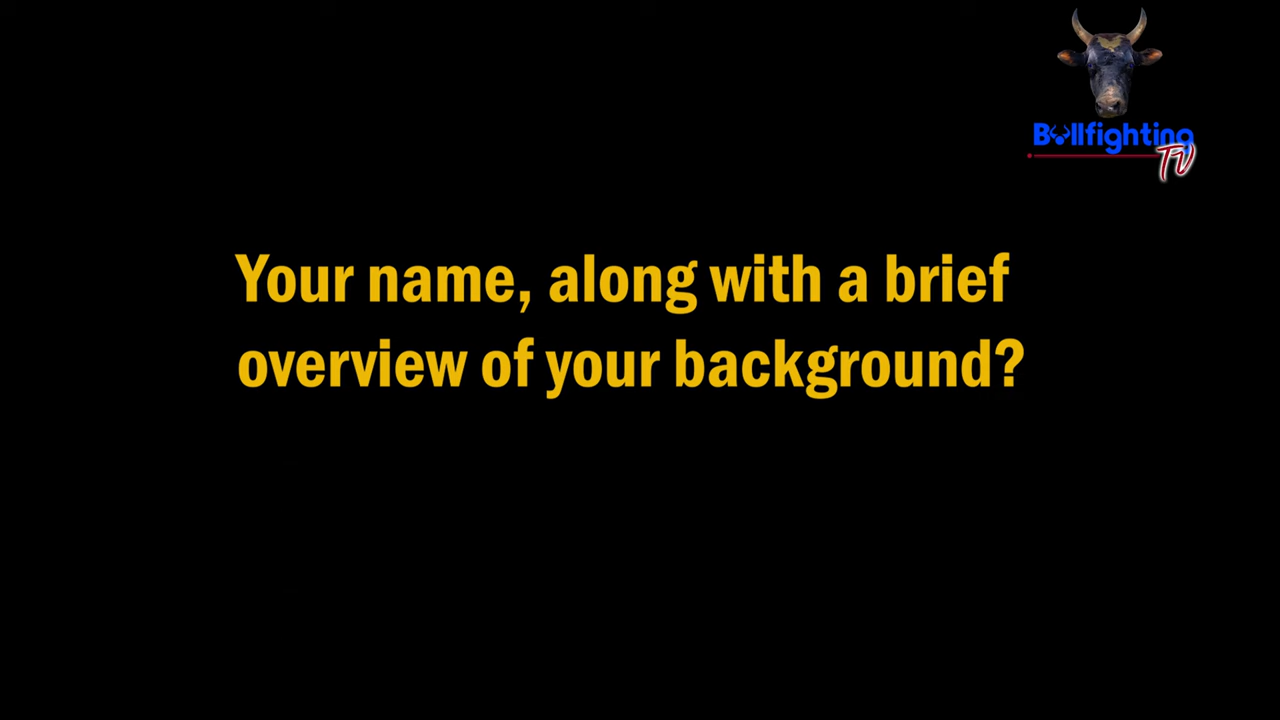 Bullfighting
TV
Your name, along with a brief
overview of your background?